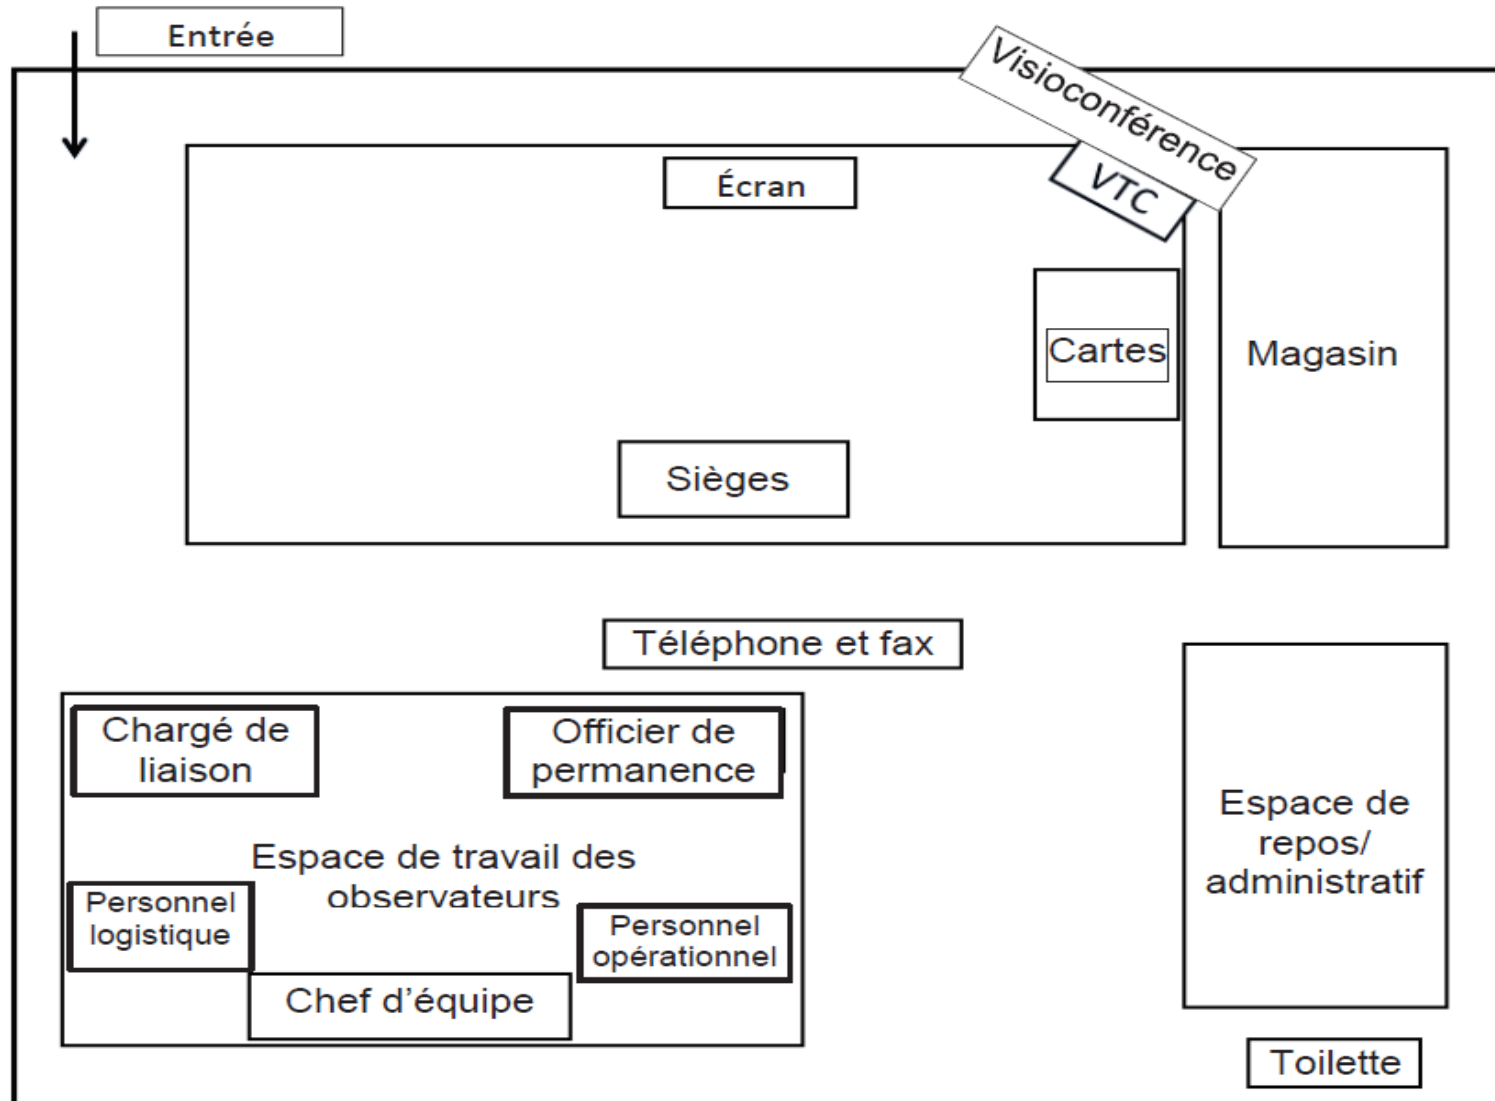 Entrée
Visioconférence
VTC
Écran
Cartes
Magasin
Sièges
Téléphone et fax
Chargé de
liaison
Officier de
permanence
Espace de travail des
observateurs
Personnel
logistique
Personnel
opérationnel
Chef d’équipe
Espace de
repos/
administratif
Toilette